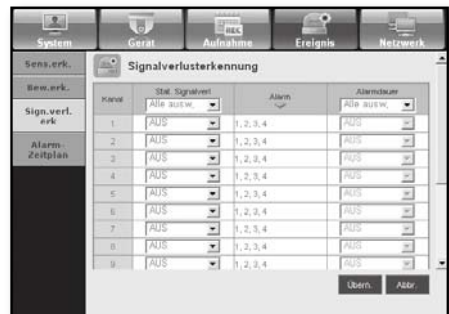 System Gerät Aufnahme Ereignis Netzwerk
REC
Sens.erk.
Bew.erk.
Sign.verl.
erk
Alarm-
Zeitplan
Signalverlusterkennung
Kanal Stat. Signalverl Alarm Alarmdauer
Alle ausw, Alle ausw,
1 AUS 1, 2, 3, 4 AUS
2 AUS 1, 2, 3, 4 AUS
3 AUS 1, 2, 3, 4 AUS
4 AUS 1, 2, 3, 4 AUS
5 AUS 1, 2, 3, 4 AUS
6 AUS 1, 2, 3, 4 AUS
7 AUS 1, 2, 3, 4 AUS
8 AUS 1, 2, 3, 4 AUS
9 AUS 1, 2, 3, 4 AUS
Übern. Abbr.